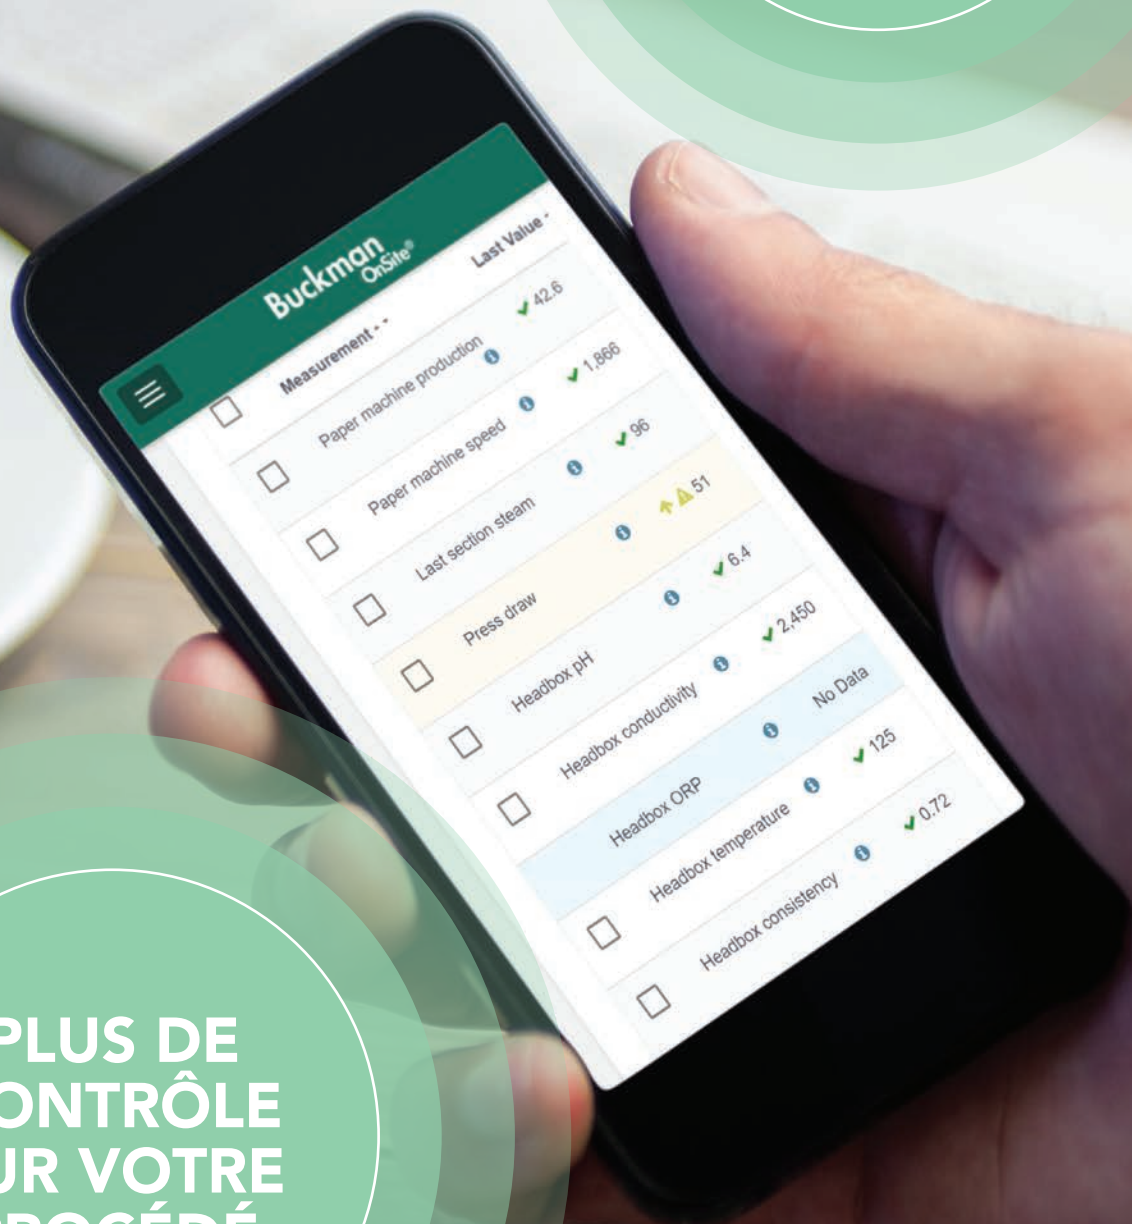 Buckman
OnSite®
Measurement - - Last Value -
Paper machine production 42.6
Paper machine speed 1,866
Last section steam 96
Press draw 51
Headbox pH 6.4
Headbox conductivity 2,450
Headbox ORP No Data
Headbox temperature 125
Headbox consistency 0.72
PLUS DE
ONTRÔLE
UR VOTRE
ROCÉDÉ